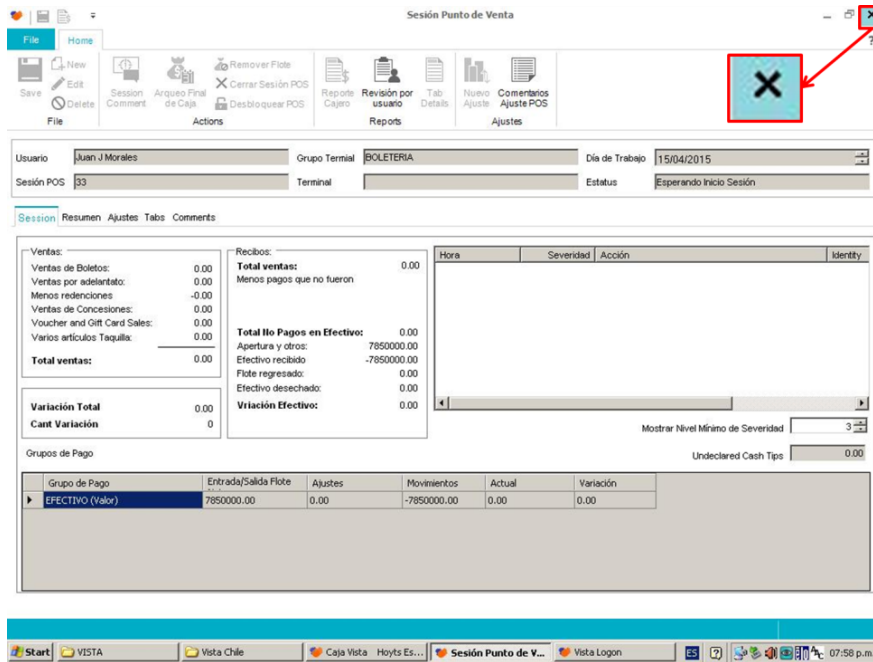 Sesión Punto de Venta
File Home
New
Edit
Delete
Save
File
Session Comment
Arqueo Final de Caja
Remover Flote
Cerrar Sesión POS
Desbloquear POS
Actions
Reporte Cajero
Revisión por usuario
Tab Details
Reports
Nuevo Ajuste
Comentarios Ajuste POS
Ajustes
Usuario Juan J Morales Grupo Termial BOLETERIA Día de Trabajo 15/04/2015
Sesión POS 33 Terminal Estatus Esperando Inicio Sesión
Session Resumen Ajustes Tabs Comments
Ventas:
Ventas de Boletos: 0.00
Ventas por adelantato: 0.00
Menos redenciones -0.00
Ventas de Concesiones: 0.00
Voucher and Gift Card Sales: 0.00
Varios artículos Taquilla: 0.00
Total ventas: 0.00
Variación Total 0.00
Cant Variación 0
Recibos:
Total ventas: 0.00
Menos pagos que no fueron
Total No Pagos en Efectivo: 0.00
Apertura y otros: 7850000.00
Efectivo recibido -7850000.00
Flote regresado: 0.00
Efectivo desechado: 0.00
Vriación Efectivo: 0.00
Hora Severidad Acción Identity
Mostrar Nivel Mínimo de Severidad 3
Undeclared Cash Tips 0.00
Grupos de Pago
Grupo de Pago Entrada/Salida Flote Ajustes Movimientos Actual Variación
EFECTIVO (Valor) 7850000.00 0.00 -7850000.00 0.00 0.00
Start VISTA Vista Chile Caja Vista Hoyts Es... Sesión Punto de V... Vista Logon ES 07:58 p.m.